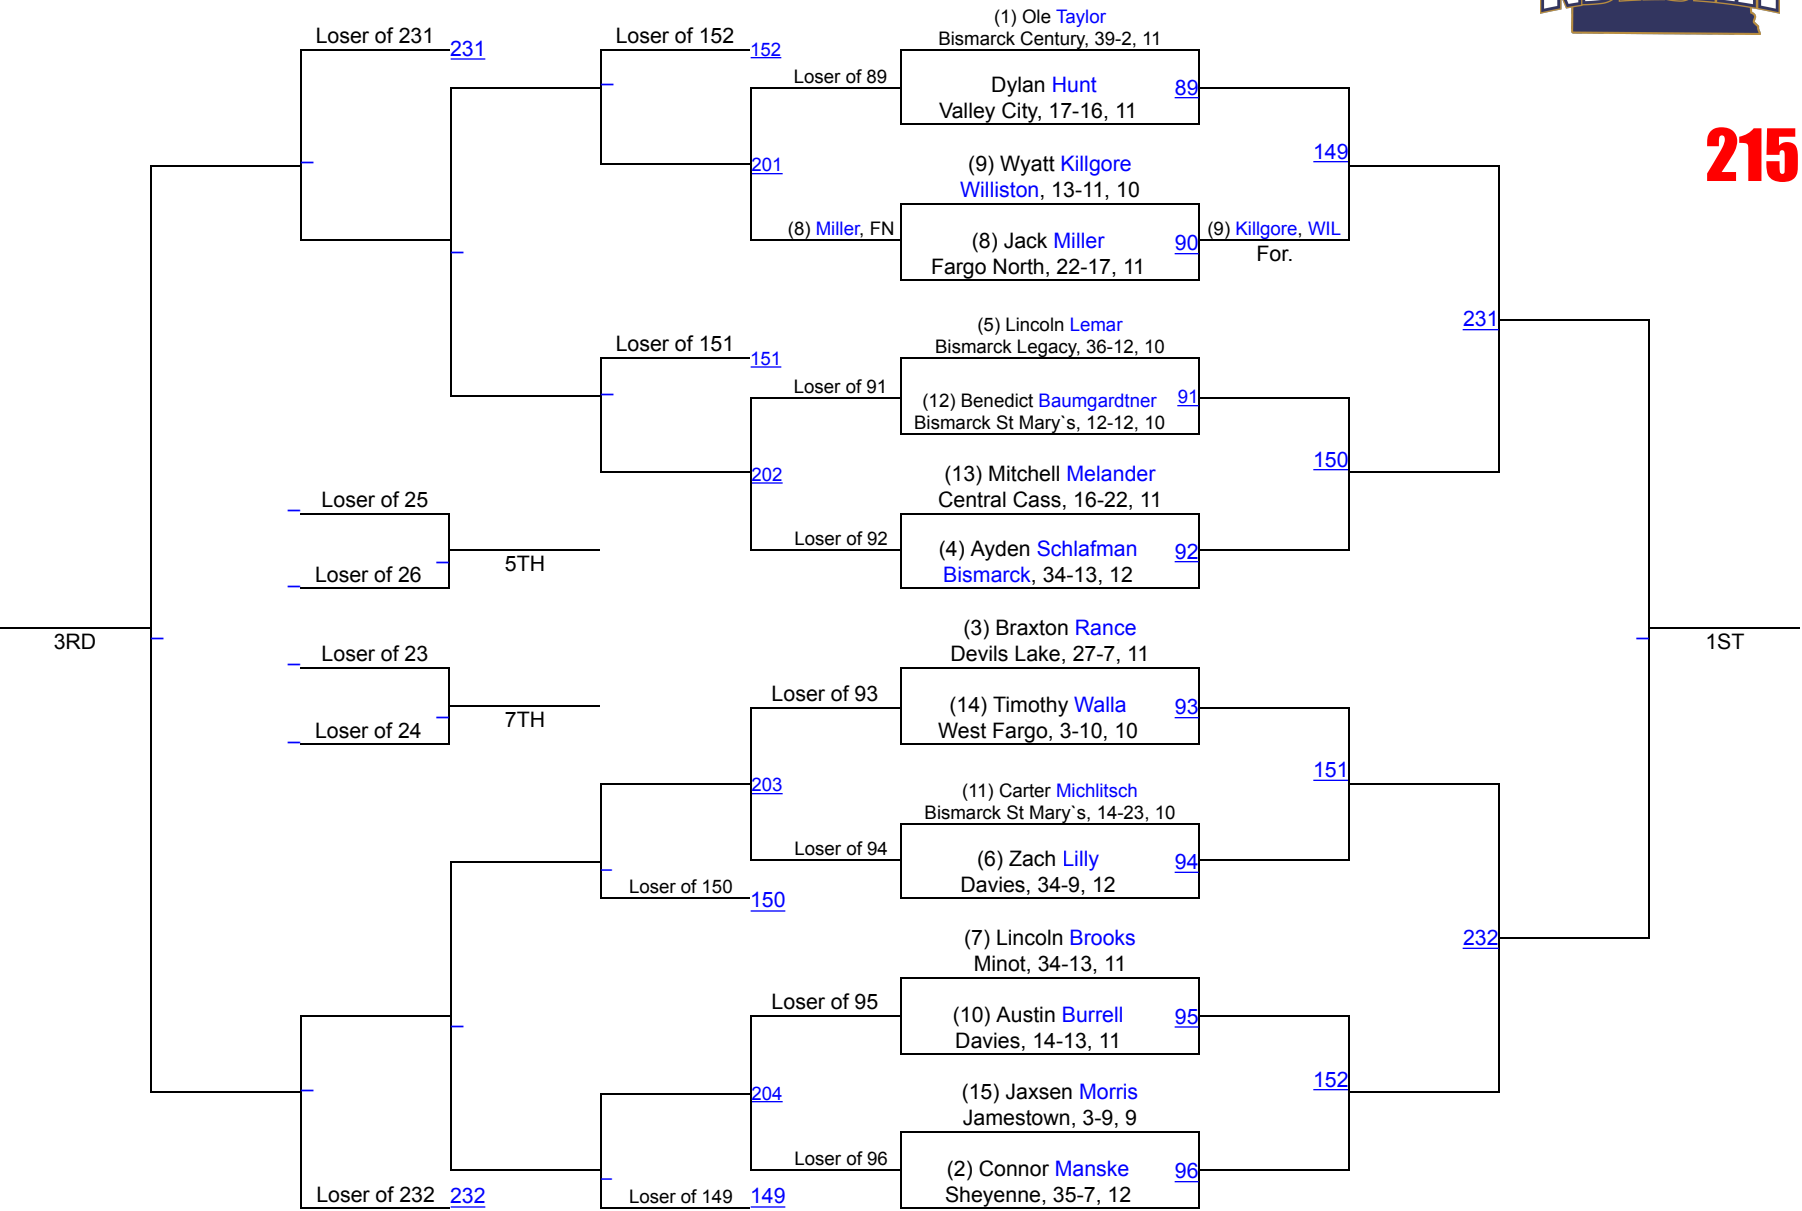 (1) Ole Taylor
Bismarck Century, 39-2, 11
Loser of 231
231
Loser of 152
152
Loser of 89
Dylan Hunt
Valley City, 17-16, 11
89
215
149
201
(9) Wyatt Killgore
Williston, 13-11, 10
(8) Miller, FN
(8) Jack Miller
Fargo North, 22-17, 11
90
(9) Killgore, WIL
For.
231
(5) Lincoln Lemar
Bismarck Legacy, 36-12, 10
Loser of 151
151
Loser of 91
(12) Benedict Baumgardtner
Bismarck St Mary`s, 12-12, 10
91
150
202
(13) Mitchell Melander
Central Cass, 16-22, 11
Loser of 25
Loser of 92
(4) Ayden Schlafman
Bismarck, 34-13, 12
92
5TH
Loser of 26
(3) Braxton Rance
Devils Lake, 27-7, 11
3RD
1ST
Loser of 23
Loser of 93
(14) Timothy Walla
West Fargo, 3-10, 10
93
7TH
Loser of 24
151
203
(11) Carter Michlitsch
Bismarck St Mary`s, 14-23, 10
Loser of 94
(6) Zach Lilly
Davies, 34-9, 12
94
Loser of 150
150
232
(7) Lincoln Brooks
Minot, 34-13, 11
Loser of 95
(10) Austin Burrell
Davies, 14-13, 11
95
152
204
(15) Jaxsen Morris
Jamestown, 3-9, 9
Loser of 96
(2) Connor Manske
Sheyenne, 35-7, 12
96
Loser of 232
232
Loser of 149
149